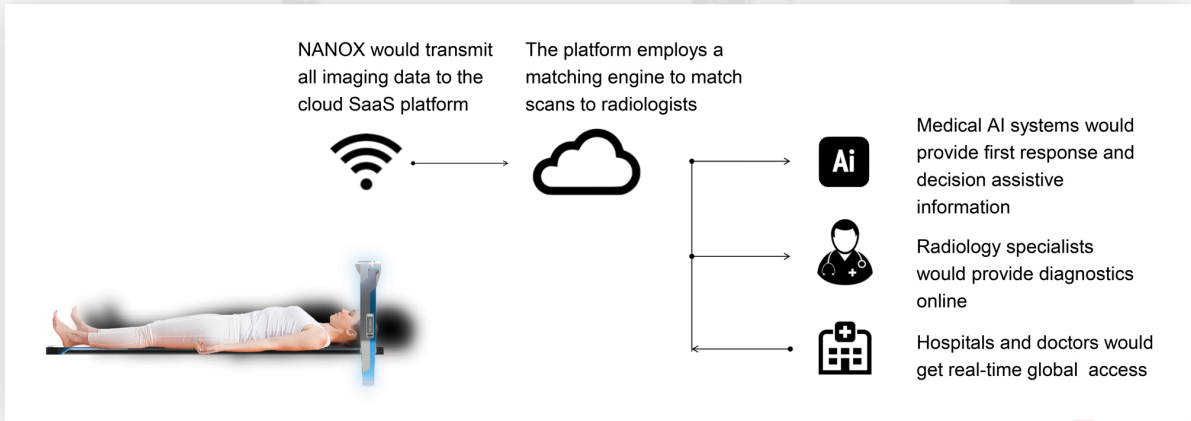 NANOX would transmit
all imaging data to the
cloud SaaS platform
The platform employs a
matching engine to match
scans to radiologists
Ai
Medical AI systems would
provide first response and
decision assistive
information
Radiology specialists
would provide diagnostics
online
Hospitals and doctors would
get real-time global  access